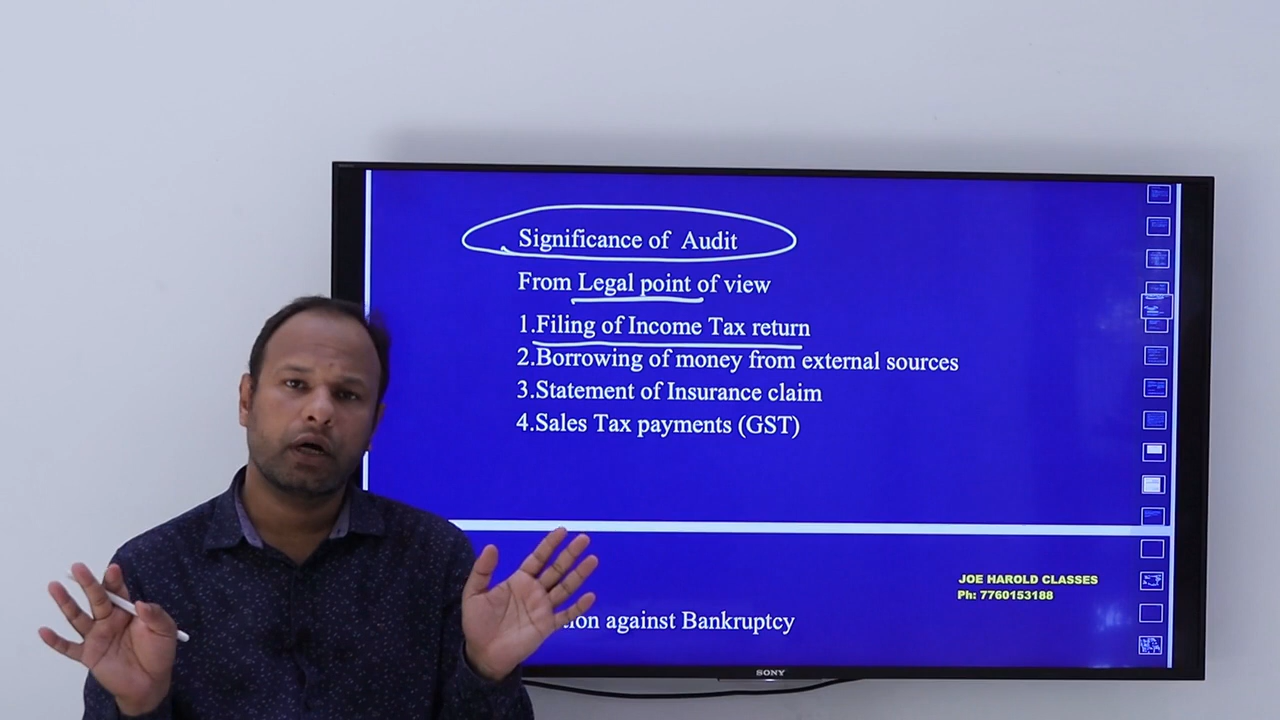 Significance of Audit
From Legal point of view
1.Filing of Income Tax return
2.Borrowing of money from external sources
3.Statement of Insurance claim
4.Sales Tax payments (GST)
JOE HAROLD CLASSES
Ph: 7760153188
against Bankruptcy
SONY